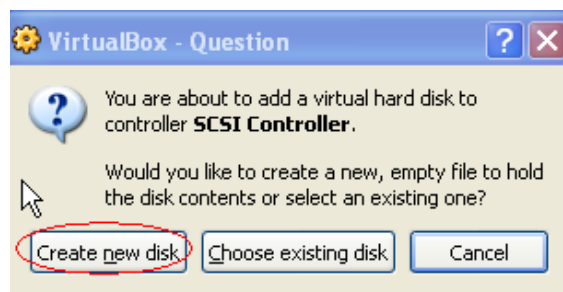 VirtualBox - Question
You are about to add a virtual hard disk to
controller SCSI Controller.
Would you like to create a new, empty file to hold
the disk contents or select an existing one?
Create new disk Choose existing disk Cancel